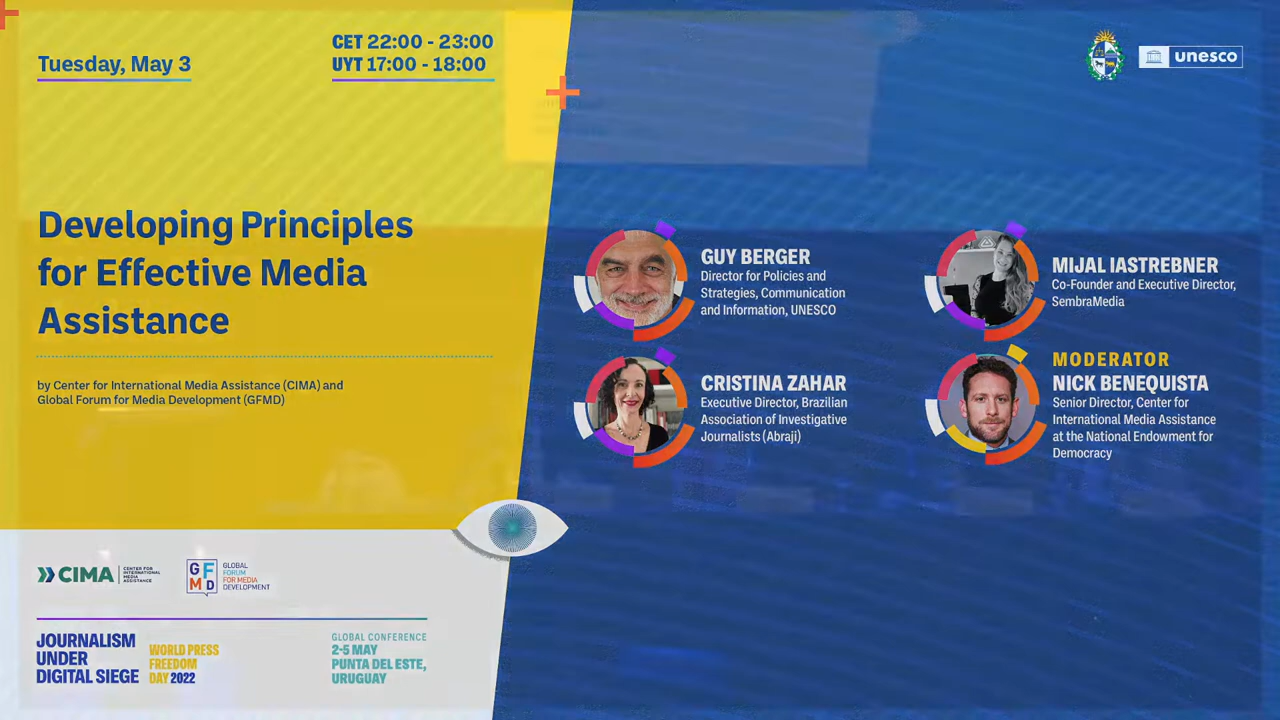 Tuesday, May 3
CET 22:00 - 23:00
UYT 17:00 - 18:00
unesco
Developing Principles
for Effective Media
Assistance
by Center for International Media Assistance (CIMA) and
Global Forum for Media Development (GFMD)
GUY BERGER
Director for Policies and
Strategies, Communication
and Information, UNESCO
MIJAL IASTREBNER
Co-Founder and Executive Director,
SembraMedia
CRISTINA ZAHAR
Executive Director, Brazilian
Association of Investigative
Journalists (Abraji)
MODERATOR
NICK BENEQUISTA
Senior Director, Center for
International Media Assistance
at the National Endowment for
Democracy
CIMA
CENTER FOR
INTERNATIONAL
MEDIA
ASSISTANCE
GF
MD
GLOBAL
FORUM
FOR MEDIA
DEVELOPMENT
JOURNALISM
UNDER
DIGITAL SIEGE
WORLD PRESS
FREEDOM
DAY 2022
GLOBAL CONFERENCE
2-5 MAY
PUNTA DEL ESTE,
URUGUAY